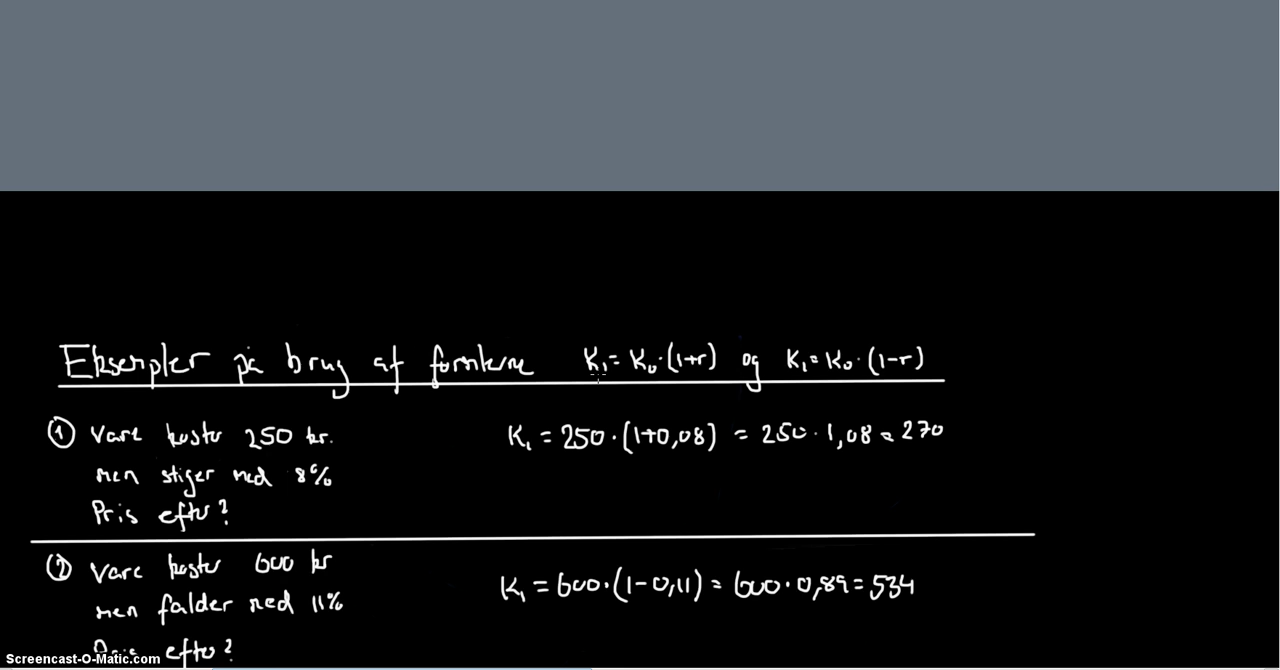 Eksempler på brug af formlerne K₁ = K₀ · (1+r) og K₁ = K₀ · (1-r)
① Vare koster 250 kr. K₁ = 250 · (1+0,08) = 250 · 1,08 = 270
men stiger med 8%
Pris efter?
② Vare koster 600 kr
men falder med 11% K₁ = 600 · (1-0,11) = 600 · 0,89 = 534
Pris efter?
Screencast-O-Matic.com